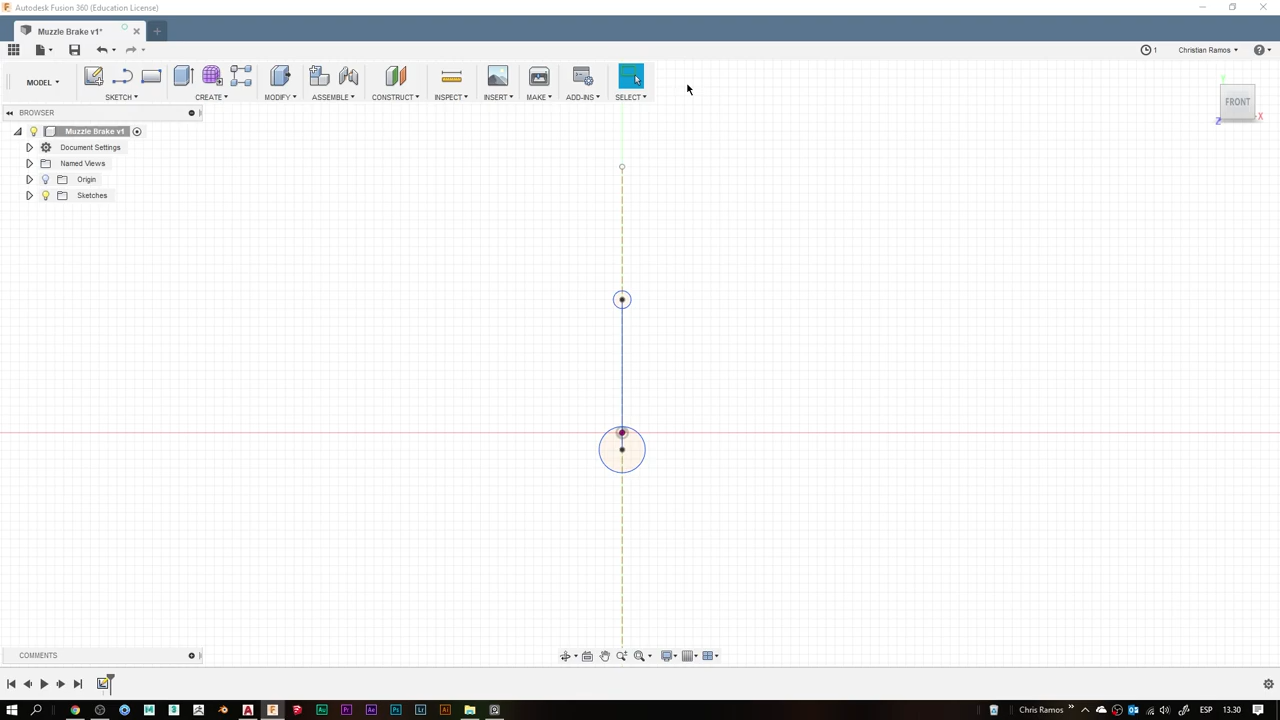 Autodesk Fusion 360 (Education License)
Muzzle Brake v1*
1
Christian Ramos
MODEL
SKETCH
CREATE
MODIFY
ASSEMBLE
CONSTRUCT
INSPECT
INSERT
MAKE
ADD-INS
SELECT
FRONT
Y
Z
X
BROWSER
Muzzle Brake v1
Document Settings
Named Views
Origin
Sketches
COMMENTS
Chris Ramos
ESP
13.30